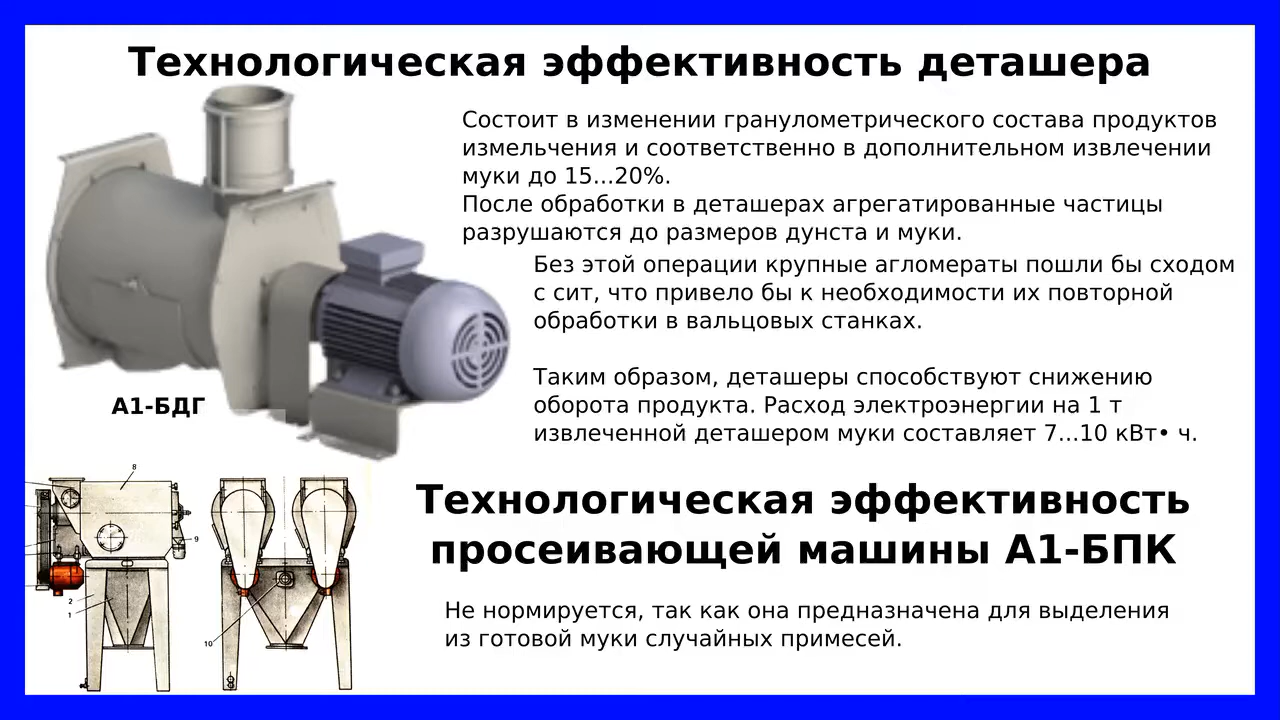 Технологическая эффективность деташера
Состоит в изменении гранулометрического состава продуктов
измельчения и соответственно в дополнительном извлечении
муки до 15...20%.
После обработки в деташерах агрегатированные частицы
разрушаются до размеров дунста и муки.
Без этой операции крупные агломераты пошли бы сходом
с сит, что привело бы к необходимости их повторной
обработки в вальцовых станках.
Таким образом, деташеры способствуют снижению
оборота продукта. Расход электроэнергии на 1 т
извлеченной деташером муки составляет 7...10 кВт• ч.
А1-БДГ
8
9
2
1
10
Технологическая эффективность
просеивающей машины А1-БПК
Не нормируется, так как она предназначена для выделения
из готовой муки случайных примесей.